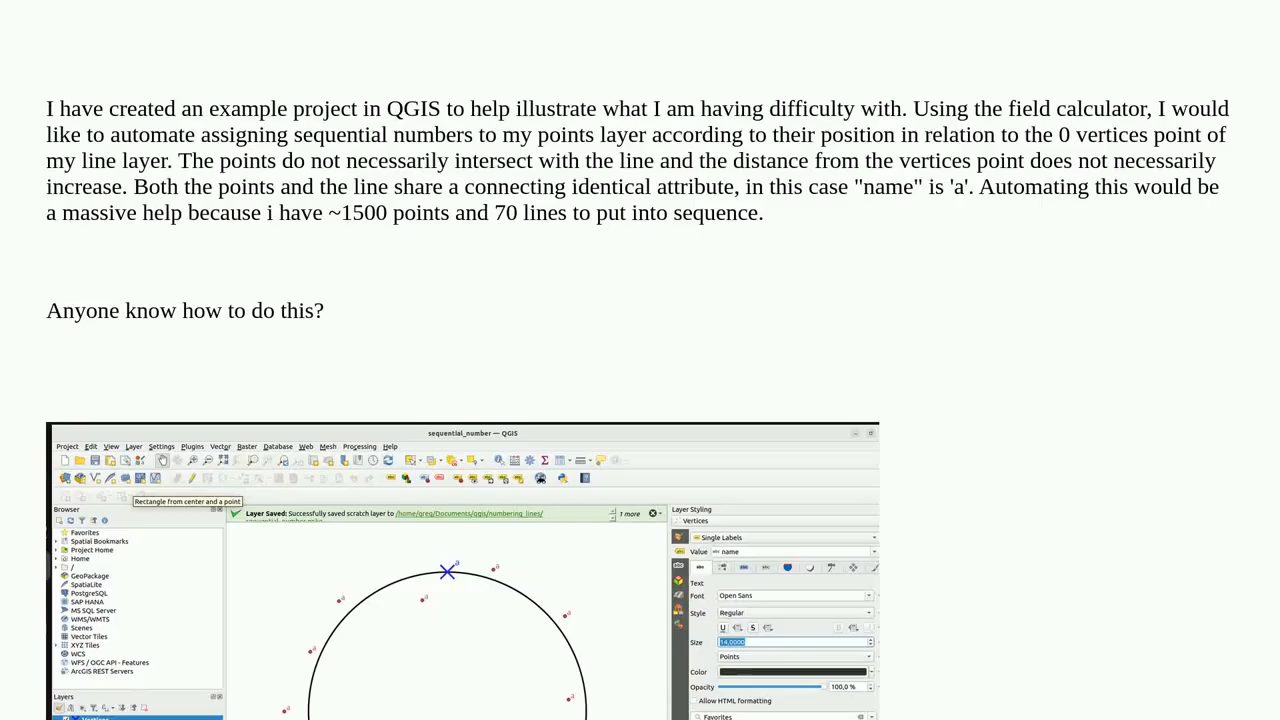 I have created an example project in QGIS to help illustrate what I am having difficulty with. Using the field calculator, I would
like to automate assigning sequential numbers to my points layer according to their position in relation to the 0 vertices point of
my line layer. The points do not necessarily intersect with the line and the distance from the vertices point does not necessarily
increase. Both the points and the line share a connecting identical attribute, in this case "name" is 'a'. Automating this would be
a massive help because i have ~1500 points and 70 lines to put into sequence.
Anyone know how to do this?
sequential_number — QGIS
Project Edit View Layer Settings Plugins Vector Raster Database Web Mesh Processing Help
Rectangle from center and a point
Browser
Layer Saved: Successfully saved scratch layer to /home/greg/Documents/qgis/numbering_lines/
1 more
Layer Styling
Vertices
Favorites
Spatial Bookmarks
Project Home
Home
/
GeoPackage
SpatiaLite
PostgreSQL
SAP HANA
MS SQL Server
WMS/WMTS
Scenes
Vector Tiles
XYZ Tiles
WCS
WFS / OGC API - Features
ArcGIS REST Servers
Layers
a
a
a
a
a
a
a
a
Single Labels
Value abc name
Text
Font Open Sans
Style Regular
U S B I
Size 14,0000
Points
Color
Opacity 100,0 %
Allow HTML formatting
Favorites